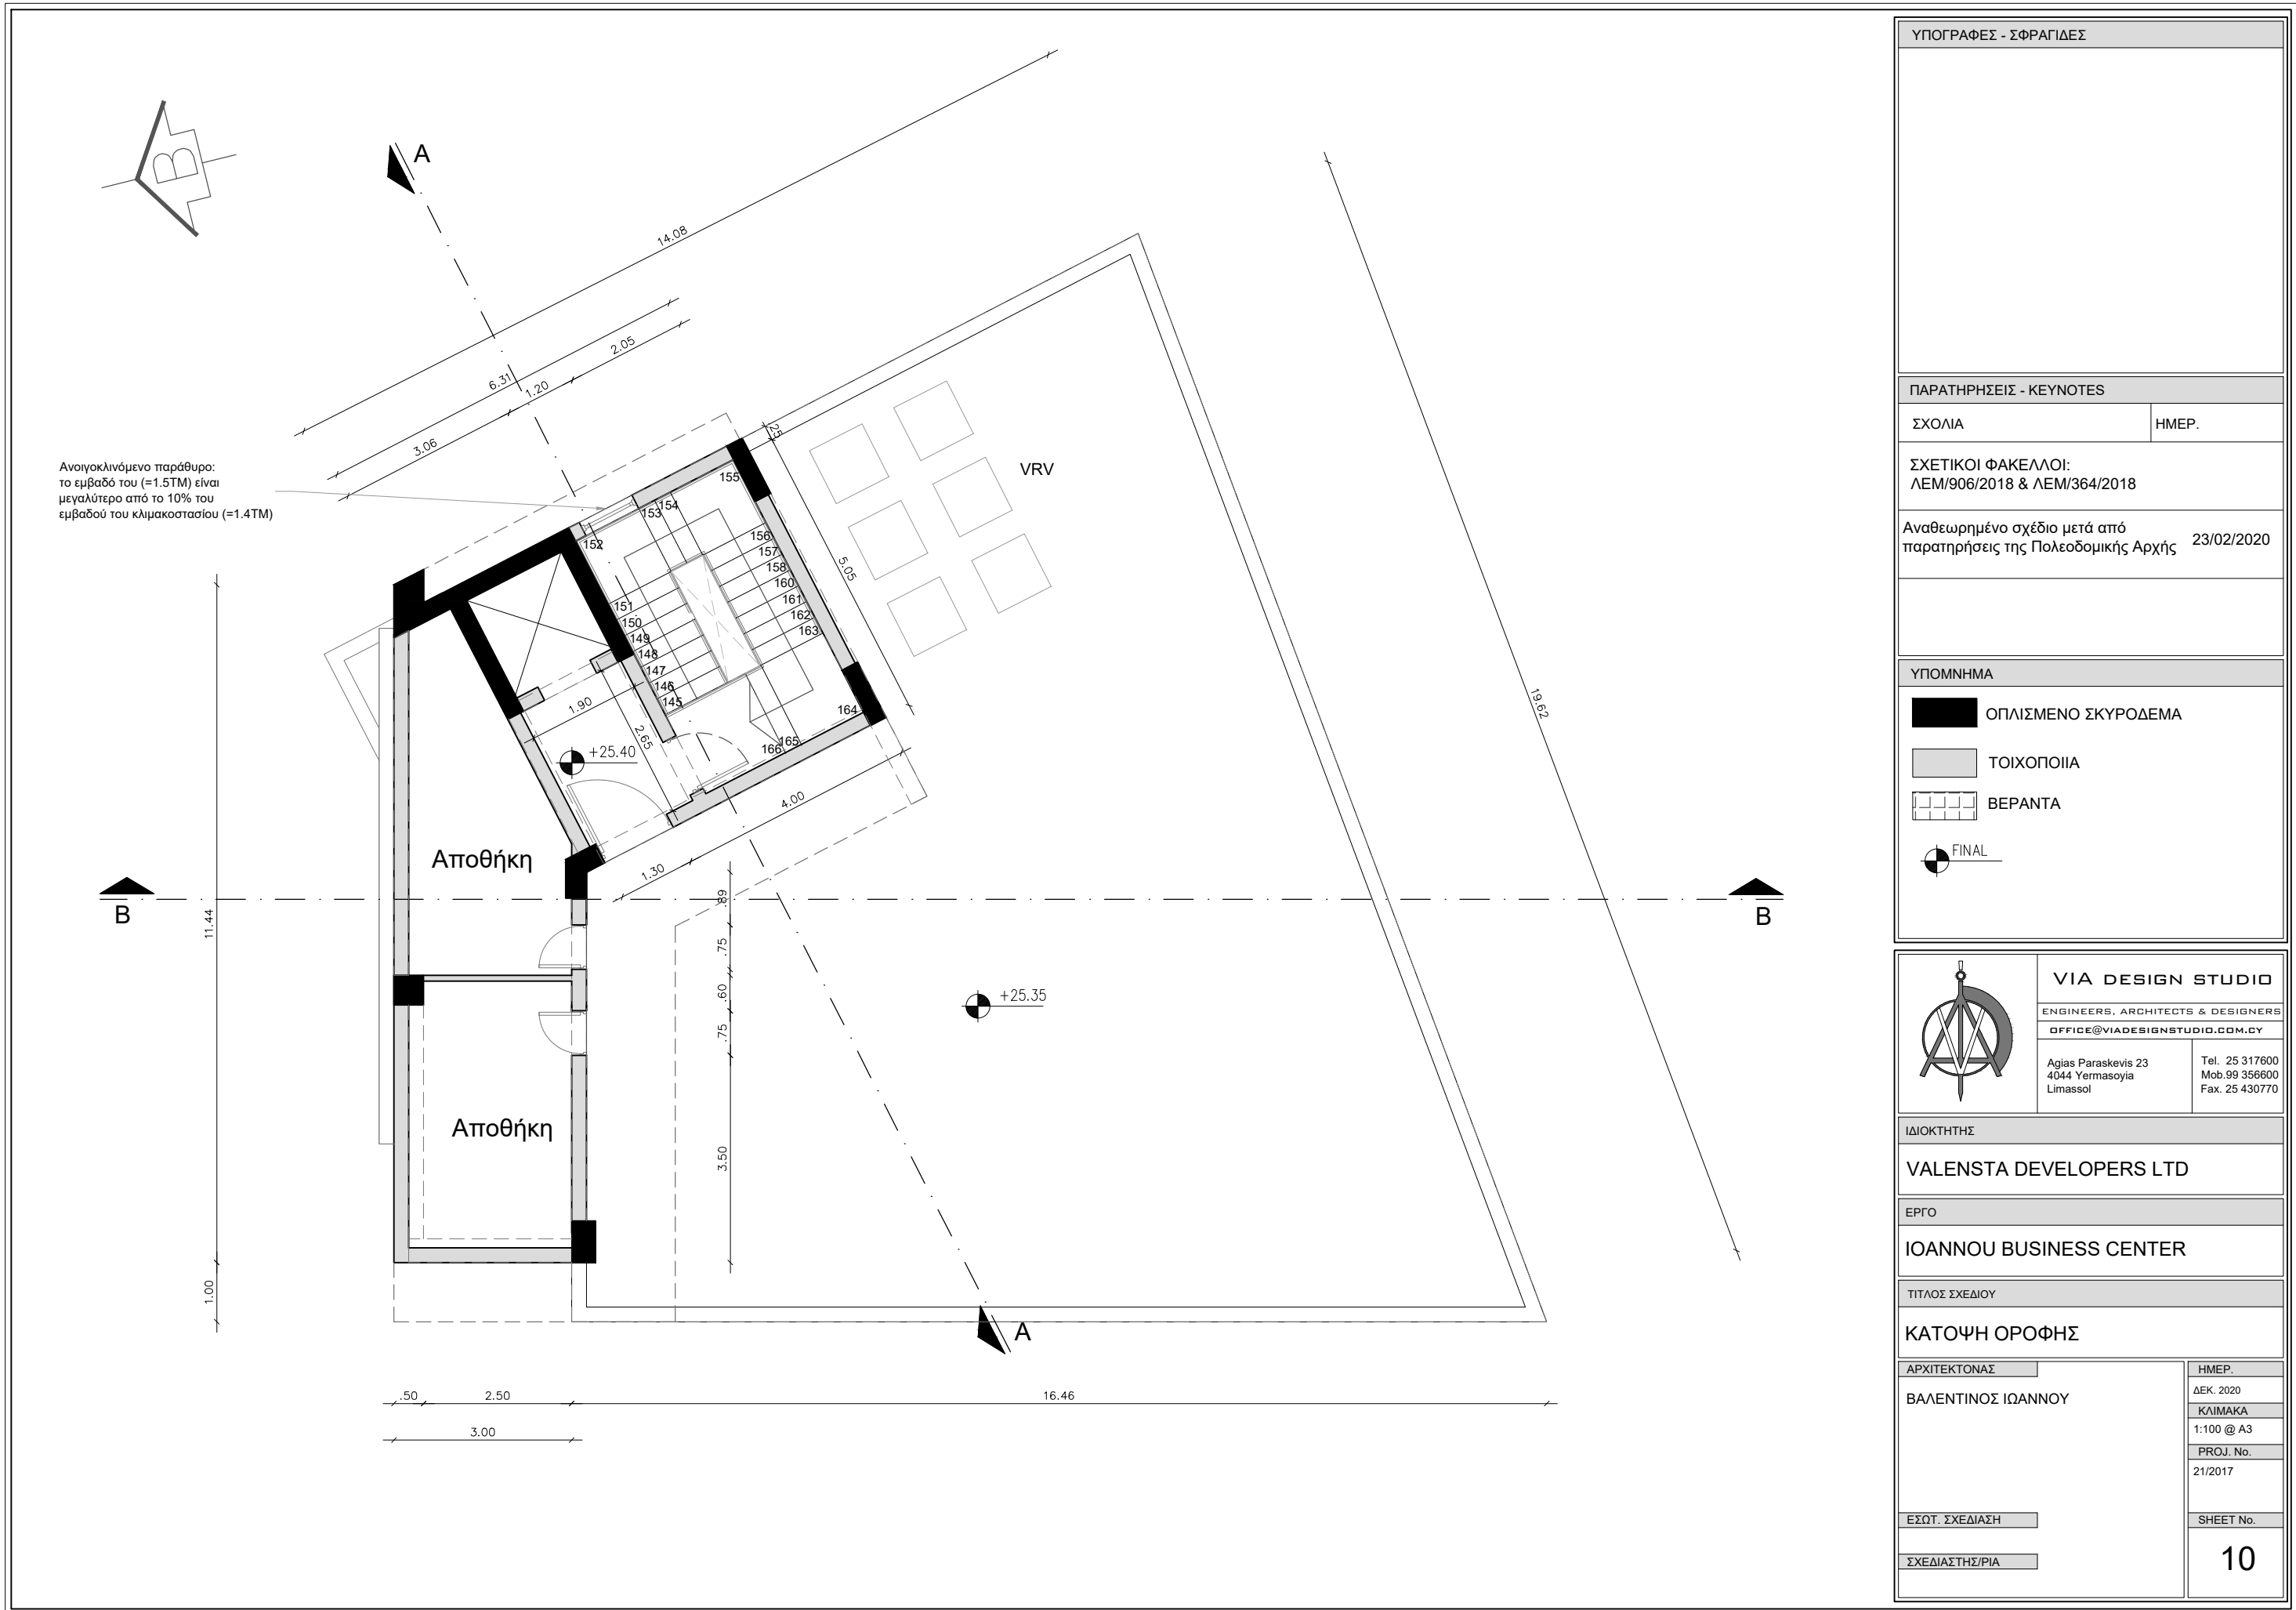 A
14.08
2.05
6.31
1.20
3.06
.25
Ανοιγοκλινόμενο παράθυρο:
το εμβαδό του (=1.5ΤΜ) είναι
μεγαλύτερο από το 10% του
εμβαδού του κλιμακοστασίου (=1.4ΤΜ)
VRV
155
154
153
152
156
157
158
160
161
162
163
151
150
149
148
147
146
145
164
165
166
5.05
19.62
1.90
2.65
+25.40
4.00
1.30
Αποθήκη
B
B
11.44
.89
.75
.60
.75
3.50
+25.35
Αποθήκη
1.00
A
.50
2.50
16.46
3.00
B
ΥΠΟΓΡΑΦΕΣ - ΣΦΡΑΓΙΔΕΣ
ΠΑΡΑΤΗΡΗΣΕΙΣ - KEYNOTES
ΣΧΟΛΙΑ ΗΜΕΡ.
ΣΧΕΤΙΚΟΙ ΦΑΚΕΛΛΟΙ:
ΛΕΜ/906/2018 & ΛΕΜ/364/2018
Αναθεωρημένο σχέδιο μετά από
παρατηρήσεις της Πολεοδομικής Αρχής 23/02/2020
ΥΠΟΜΝΗΜΑ
ΟΠΛΙΣΜΕΝΟ ΣΚΥΡΟΔΕΜΑ
ΤΟΙΧΟΠΟΙΙΑ
ΒΕΡΑΝΤΑ
FINAL
VIA DESIGN STUDIO
ENGINEERS, ARCHITECTS & DESIGNERS
OFFICE@VIADESIGNSTUDIO.COM.CY
Agias Paraskevis 23
4044 Yermasoyia
Limassol
Tel. 25 317600
Mob.99 356600
Fax. 25 430770
ΙΔΙΟΚΤΗΤΗΣ
VALENSTA DEVELOPERS LTD
ΕΡΓΟ
IOANNOU BUSINESS CENTER
ΤΙΤΛΟΣ ΣΧΕΔΙΟΥ
ΚΑΤΟΨΗ ΟΡΟΦΗΣ
ΑΡΧΙΤΕΚΤΟΝΑΣ
ΒΑΛΕΝΤΙΝΟΣ ΙΩΑΝΝΟΥ
ΗΜΕΡ.
ΔΕΚ. 2020
ΚΛΙΜΑΚΑ
1:100 @ A3
PROJ. No.
21/2017
ΕΣΩΤ. ΣΧΕΔΙΑΣΗ
SHEET No.
10
ΣΧΕΔΙΑΣΤΗΣ/ΡΙΑ